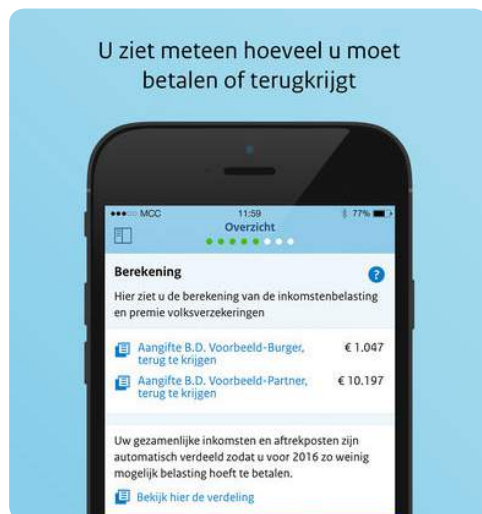 U ziet meteen hoeveel u moet
betalen of terugkrijgt
MCC 11:59 77%
Overzicht
Berekening ?
Hier ziet u de berekening van de inkomstenbelasting
en premie volksverzekeringen
Aangifte B.D. Voorbeeld-Burger, € 1.047
terug te krijgen
Aangifte B.D. Voorbeeld-Partner, € 10.197
terug te krijgen
Uw gezamenlijke inkomsten en aftrekposten zijn
automatisch verdeeld zodat u voor 2016 zo weinig
mogelijk belasting hoeft te betalen.
Bekijk hier de verdeling